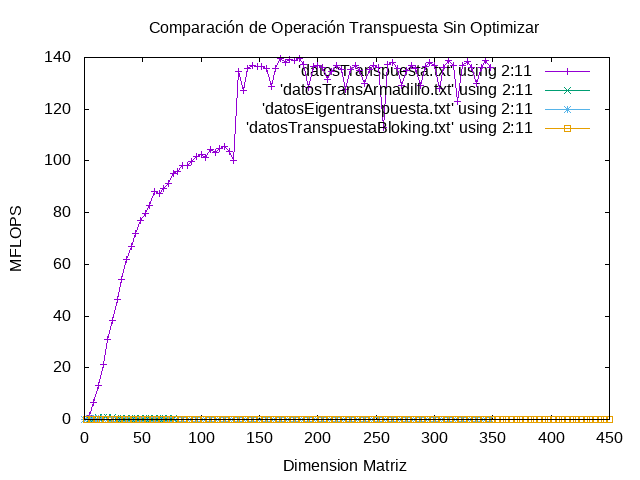 Comparación de Operación Transpuesta Sin Optimizar
MFLOPS
140
120
100
80
60
40
20
0
'datosTranspuesta.txt' using 2:11
'datosTransArmadillo.txt' using 2:11
'datosEigentranspuesta.txt' using 2:11
'datosTranspuestaBloking.txt' using 2:11
0 50 100 150 200 250 300 350 400 450
Dimension Matriz